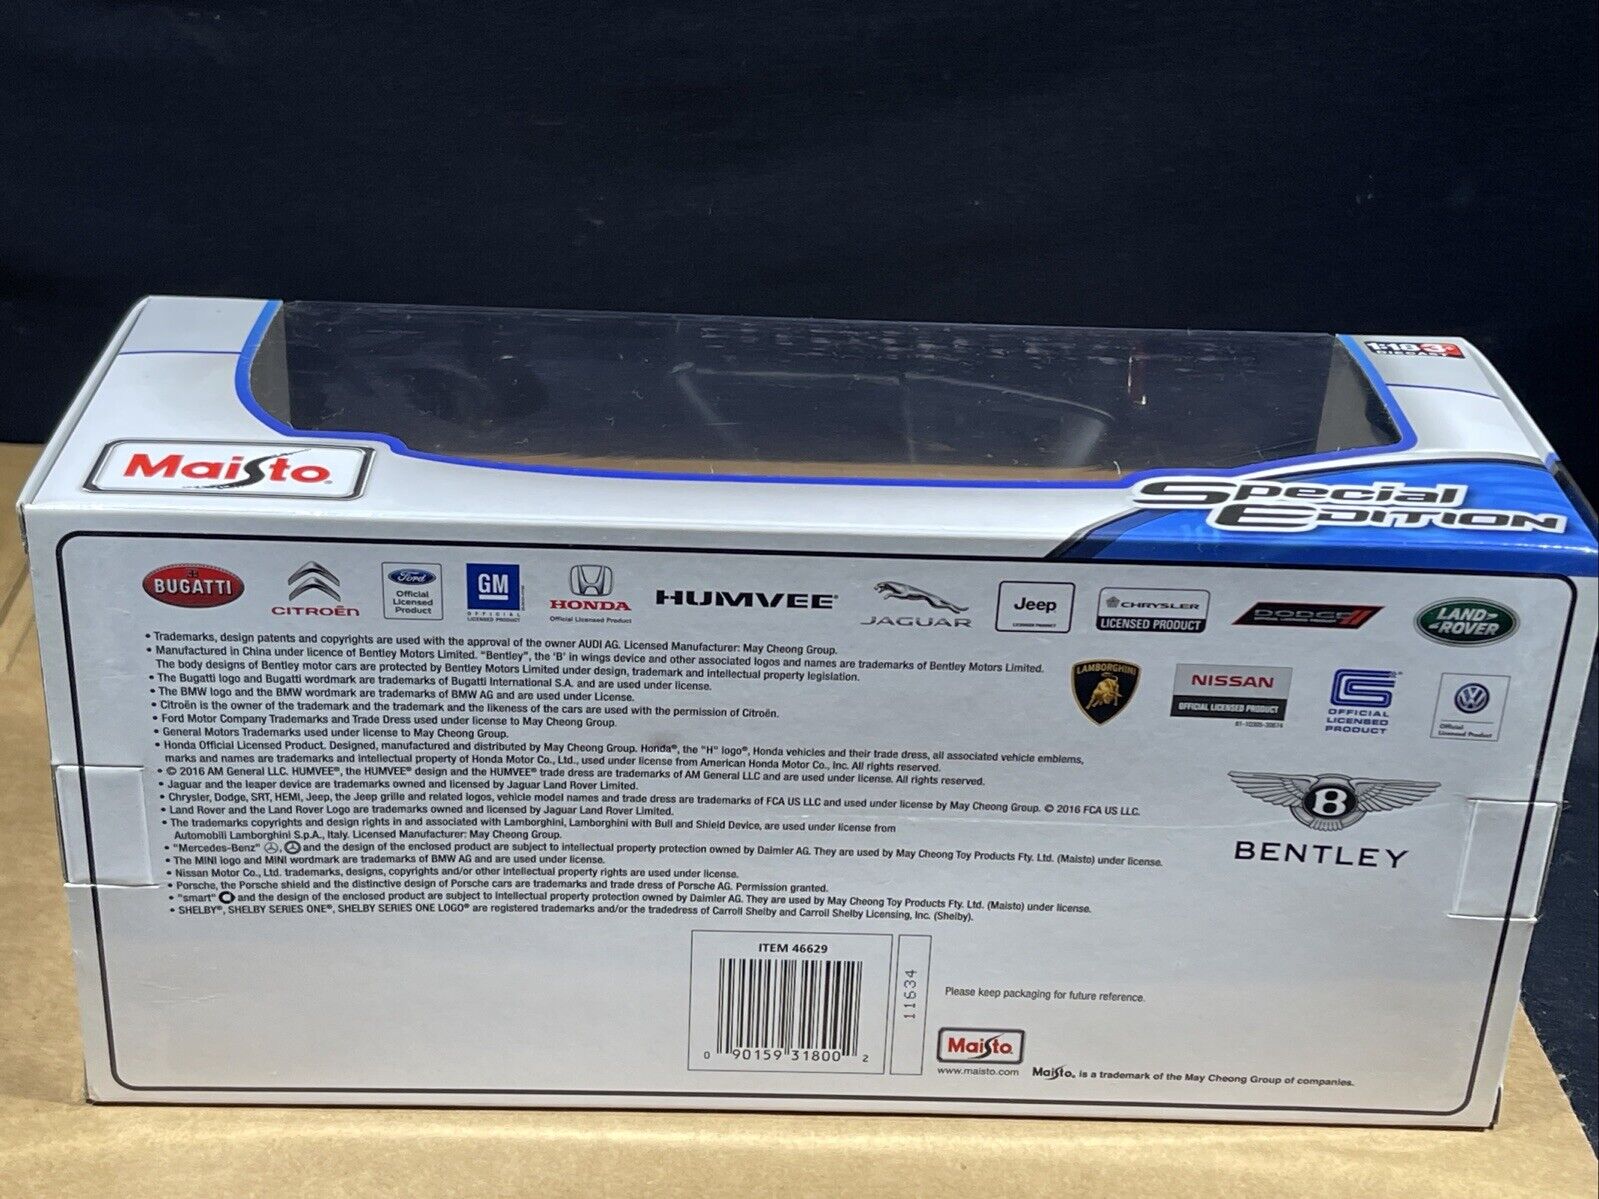 1:18
DIECAST
Maisto
Special
Edition
BUGATTI
CITROËN
Ford
Official
Licensed
Product
GM
OFFICIAL
LICENSED PRODUCT
HONDA
Official Licensed Product
HUMVEE®
JAGUAR
Jeep
LICENSED PRODUCT
CHRYSLER
LICENSED PRODUCT
DODGE
LAND-
ROVER
LAMBORGHINI
NISSAN
OFFICIAL LICENSED PRODUCT
OFFICIAL
LICENSED
PRODUCT
Official
Licensed Product
B
BENTLEY
• Trademarks, design patents and copyrights are used with the approval of the owner AUDI AG. Licensed Manufacturer: May Cheong Group.
• Manufactured in China under licence of Bentley Motors Limited. "Bentley", the 'B' in wings device and other associated logos and names are trademarks of Bentley Motors Limited.
The body designs of Bentley motor cars are protected by Bentley Motors Limited under design, trademark and intellectual property legislation.
• The Bugatti logo and Bugatti wordmark are trademarks of Bugatti International S.A. and are used under license.
• The BMW logo and the BMW wordmark are trademarks of BMW AG and are used under License.
• Citroën is the owner of the trademark and the trademark and the likeness of the cars are used with the permission of Citroën.
• Ford Motor Company Trademarks and Trade Dress used under license to May Cheong Group.
• General Motors Trademarks used under license to May Cheong Group.
• Honda Official Licensed Product. Designed, manufactured and distributed by May Cheong Group. Honda®, the "H" logo®, Honda vehicles and their trade dress, all associated vehicle emblems,
marks and names are trademarks and intellectual property of Honda Motor Co., Ltd., used under license from American Honda Motor Co., Inc. All rights reserved.
• © 2016 AM General LLC. HUMVEE®, the HUMVEE® design and the HUMVEE® trade dress are trademarks of AM General LLC and are used under license. All rights reserved.
• Jaguar and the leaper device are trademarks owned and licensed by Jaguar Land Rover Limited.
• Chrysler, Dodge, SRT, HEMI, Jeep, the Jeep grille and related logos, vehicle model names and trade dress are trademarks of FCA US LLC and used under license by May Cheong Group. © 2016 FCA US LLC.
• Land Rover and the Land Rover Logo are trademarks owned and licensed by Jaguar Land Rover Limited.
• The trademarks copyrights and design rights in and associated with Lamborghini, Lamborghini with Bull and Shield Device, are used under license from
Automobili Lamborghini S.p.A., Italy. Licensed Manufacturer: May Cheong Group.
• "Mercedes-Benz" , and the design of the enclosed product are subject to intellectual property protection owned by Daimler AG. They are used by May Cheong Toy Products Fty. Ltd. (Maisto) under license.
• The MINI logo and MINI wordmark are trademarks of BMW AG and are used under license.
• Nissan Motor Co., Ltd. trademarks, designs, copyrights and/or other intellectual property rights are used under license.
• Porsche, the Porsche shield and the distinctive design of Porsche cars are trademarks and trade dress of Porsche AG. Permission granted.
• "smart" and the design of the enclosed product are subject to intellectual property protection owned by Daimler AG. They are used by May Cheong Toy Products Fty. Ltd. (Maisto) under license.
• SHELBY®, SHELBY SERIES ONE®, SHELBY SERIES ONE LOGO® are registered trademarks and/or the tradedress of Carroll Shelby and Carroll Shelby Licensing, Inc. (Shelby).
ITEM 46629
0 90159 31800 2
11634
Please keep packaging for future reference.
Maisto
www.maisto.com
Maisto® is a trademark of the May Cheong Group of companies.